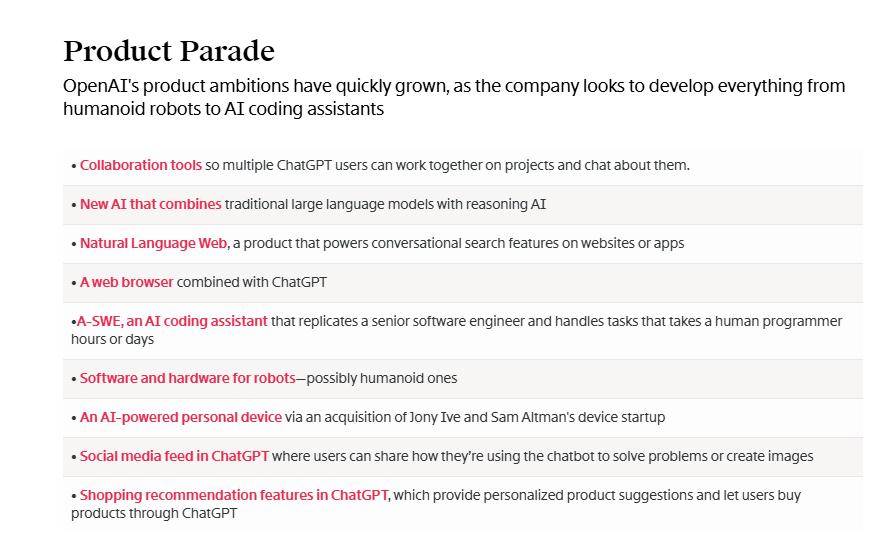 Product Parade
OpenAI's product ambitions have quickly grown, as the company looks to develop everything from
humanoid robots to AI coding assistants
• Collaboration tools so multiple ChatGPT users can work together on projects and chat about them.
• New AI that combines traditional large language models with reasoning AI
• Natural Language Web, a product that powers conversational search features on websites or apps
• A web browser combined with ChatGPT
•A-SWE, an AI coding assistant that replicates a senior software engineer and handles tasks that takes a human programmer
hours or days
• Software and hardware for robots—possibly humanoid ones
• An AI-powered personal device via an acquisition of Jony Ive and Sam Altman's device startup
• Social media feed in ChatGPT where users can share how they're using the chatbot to solve problems or create images
• Shopping recommendation features in ChatGPT, which provide personalized product suggestions and let users buy
products through ChatGPT